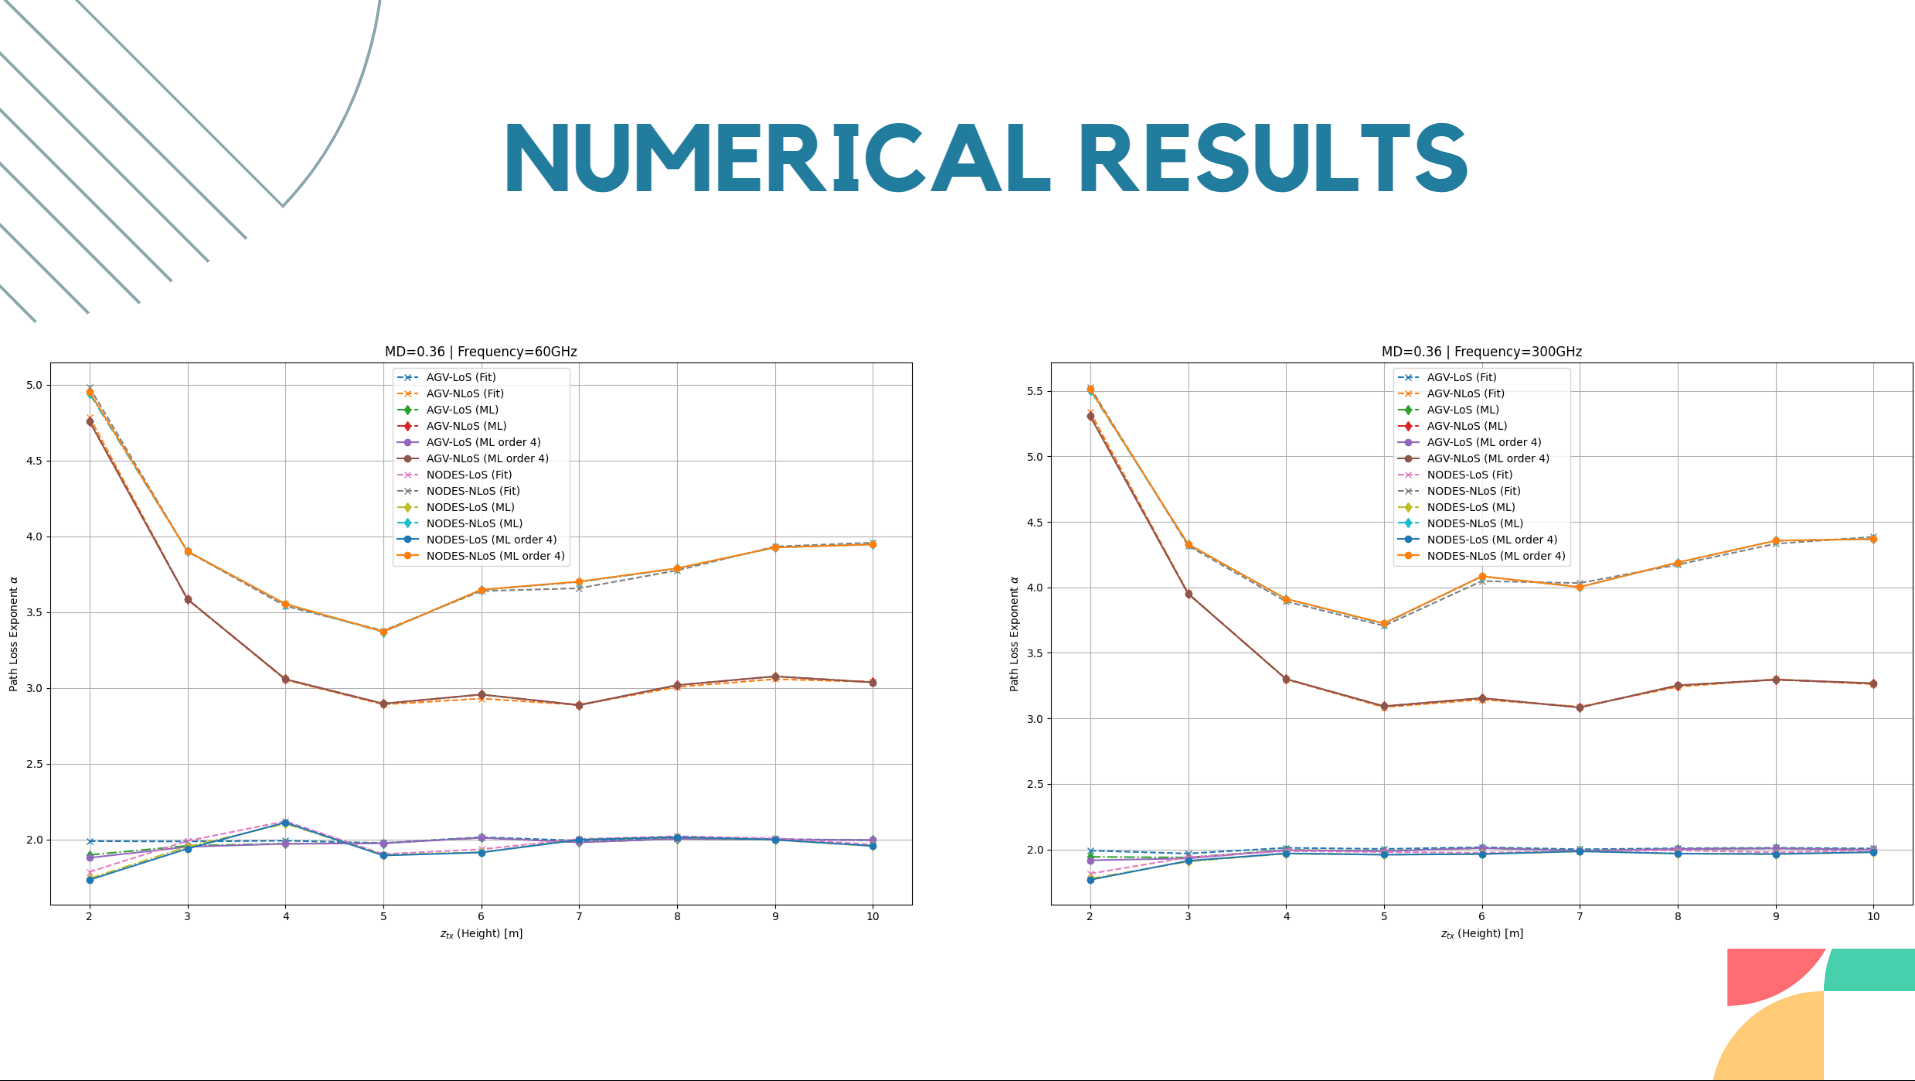 NUMERICAL RESULTS
MD=0.36 | Frequency=60GHz
AGV-LoS (Fit)
AGV-NLoS (Fit)
AGV-LoS (ML)
AGV-NLoS (ML)
AGV-LoS (ML order 4)
AGV-NLoS (ML order 4)
NODES-LoS (Fit)
NODES-NLoS (Fit)
NODES-LoS (ML)
NODES-NLoS (ML)
NODES-LoS (ML order 4)
NODES-NLoS (ML order 4)
Path Loss Exponent α
5.0
4.5
4.0
3.5
3.0
2.5
2.0
2 3 4 5 6 7 8 9 10
z_tx (Height) [m]
MD=0.36 | Frequency=300GHz
AGV-LoS (Fit)
AGV-NLoS (Fit)
AGV-LoS (ML)
AGV-NLoS (ML)
AGV-LoS (ML order 4)
AGV-NLoS (ML order 4)
NODES-LoS (Fit)
NODES-NLoS (Fit)
NODES-LoS (ML)
NODES-NLoS (ML)
NODES-LoS (ML order 4)
NODES-NLoS (ML order 4)
Path Loss Exponent α
5.5
5.0
4.5
4.0
3.5
3.0
2.5
2.0
2 3 4 5 6 7 8 9 10
z_tx (Height) [m]